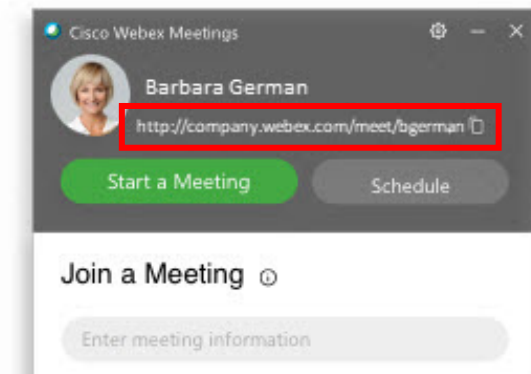 Cisco Webex Meetings
Barbara German
http://company.webex.com/meet/bgerman
Start a Meeting
Schedule
Join a Meeting
Enter meeting information